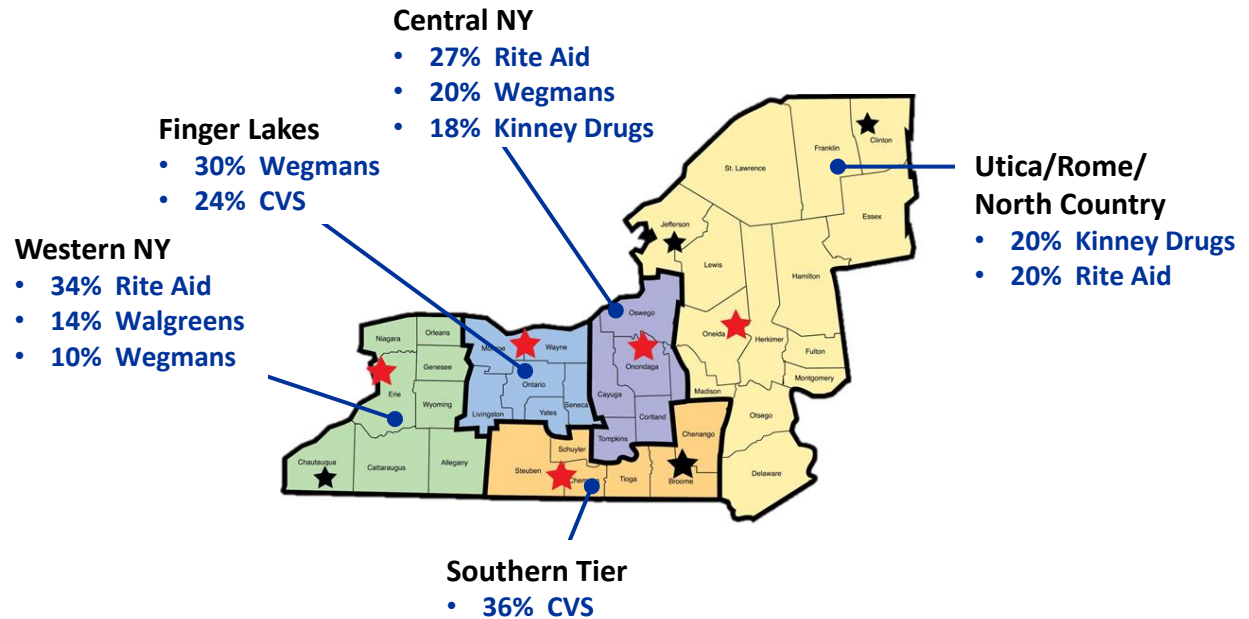 Central NY
• 27% Rite Aid
• 20% Wegmans
• 18% Kinney Drugs
Finger Lakes
• 30% Wegmans
• 24% CVS
Western NY
• 34% Rite Aid
• 14% Walgreens
• 10% Wegmans
Utica/Rome/
North Country
• 20% Kinney Drugs
• 20% Rite Aid
Clinton
Franklin
St. Lawrence
Essex
Jefferson
Lewis
Hamilton
Oswego
Oneida
Herkimer
Fulton
Montgomery
Madison
Otsego
Delaware
Niagara
Orleans
Genesee
Erie
Wyoming
Chautauqua
Cattaraugus
Allegany
Wayne
Ontario
Livingston
Yates
Seneca
Onondaga
Cayuga
Cortland
Tompkins
Chenango
Schuyler
Steuben
Tioga
Broome
Southern Tier
• 36% CVS